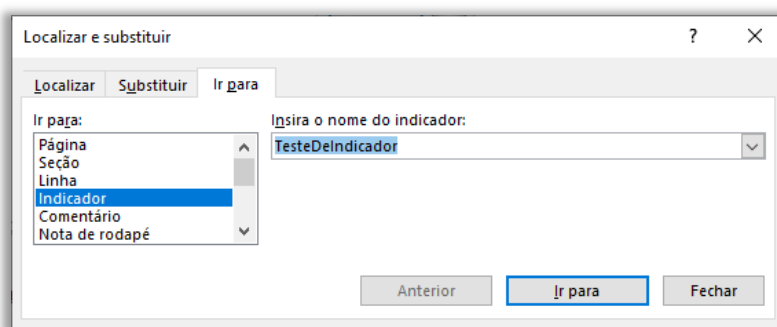 Localizar e substituir ? ×
Localizar Substituir Ir para
Ir para: Insira o nome do indicador:
Página TesteDeIndicador
Seção
Linha
Indicador
Comentário
Nota de rodapé
Anterior Ir para Fechar